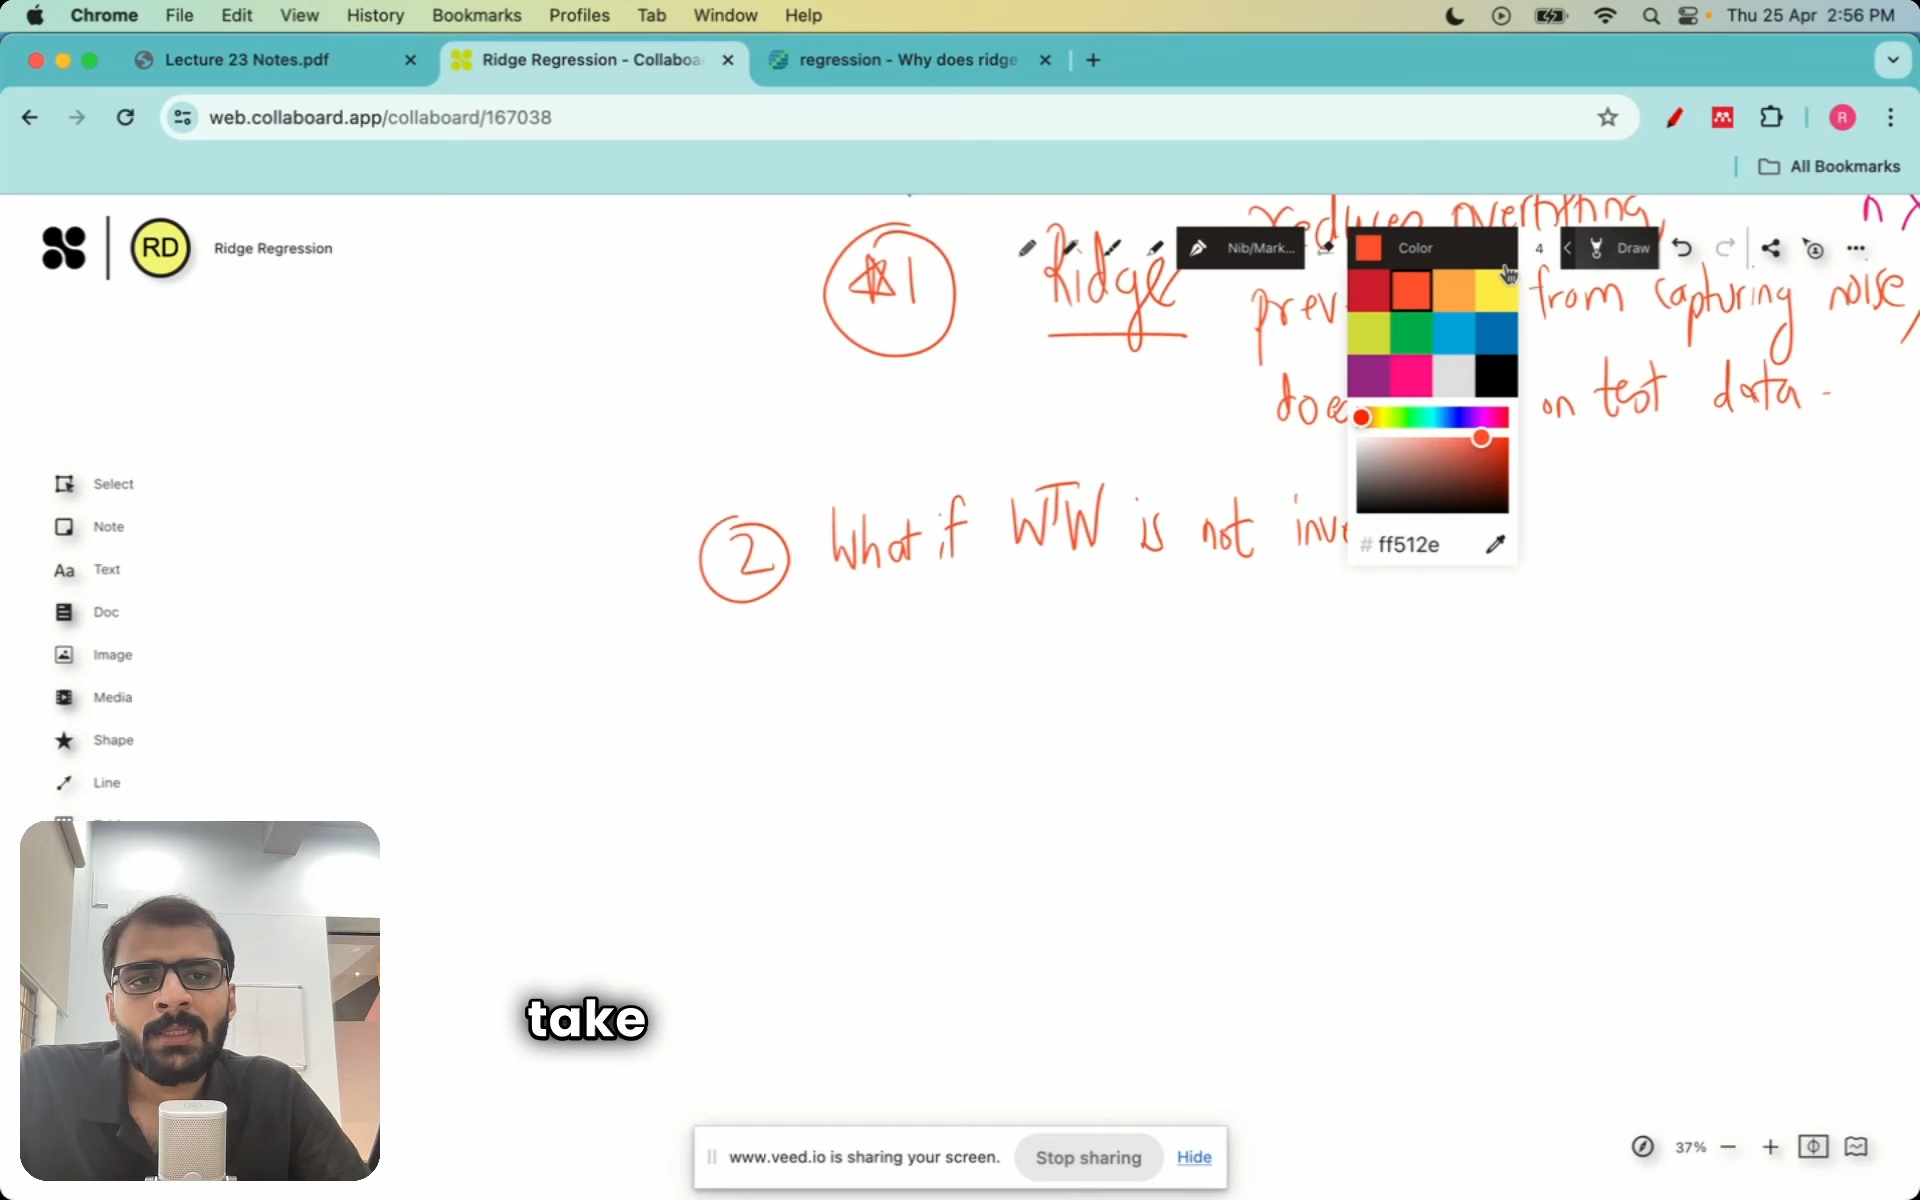 Chrome File Edit View History Bookmarks Profiles Tab Window Help Thu 25 Apr 2:56 PM
Lecture 23 Notes.pdf Ridge Regression - Collaboa regression - Why does ridge
web.collaboard.app/collaboard/167038 R
All Bookmarks
RD Ridge Regression
Nib/Mark... Color 4 Draw
1 Ridge reduces overfitting,
prev from capturing noise,
does on test data -
2 What if WTW is not inv
# ff512e
Select
Note
Aa Text
Doc
Image
Media
Shape
Line
take
www.veed.io is sharing your screen. Stop sharing Hide
37%